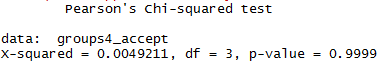 Pearson's Chi-squared test
data: groups4_accept
X-squared = 0.0049211, df = 3, p-value = 0.9999